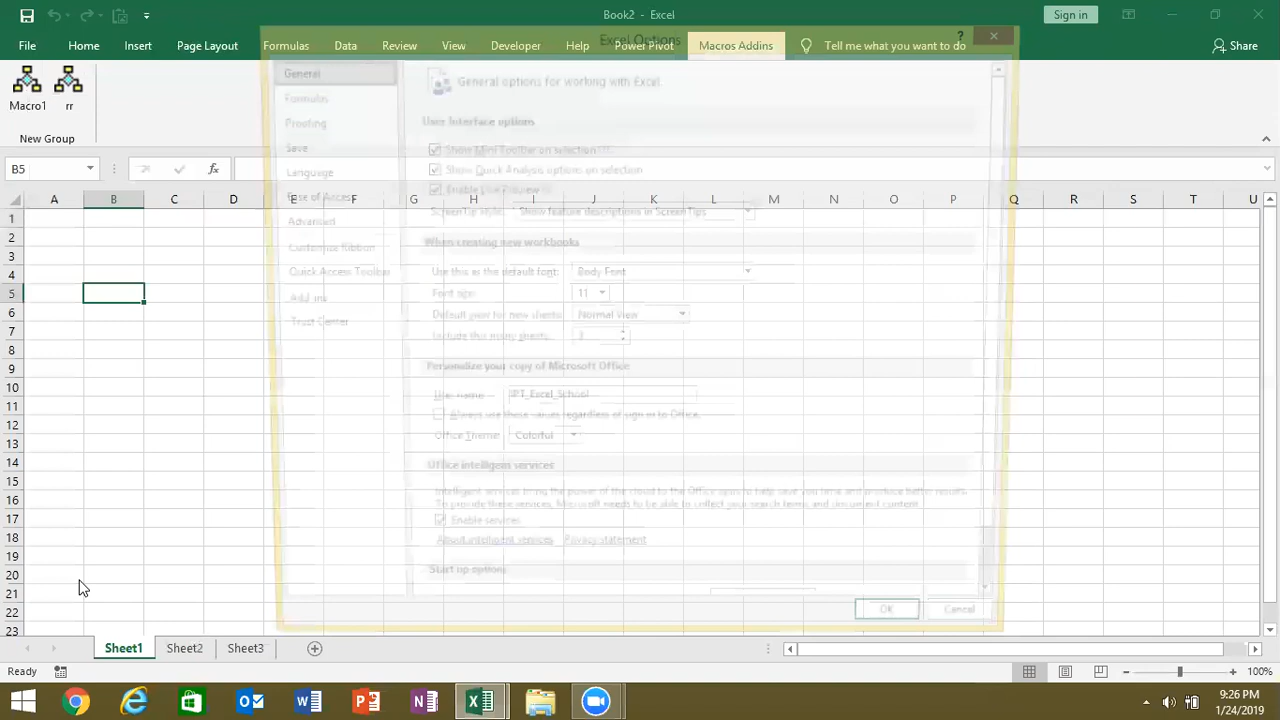 Book2 - Excel
Sign in
File Home Insert Page Layout Formulas Data Review View Developer Help Power Pivot Macros Addins Tell me what you want to do Share
Excel Options ?
Macro1 rr
New Group
B5 fx
A B C D E F G H I J K L M N O P Q R S T U
General
General options for working with Excel.
Formulas
User Interface options
Proofing
Show Mini Toolbar on selection
Save
Show Quick Analysis options on selection
Language
Enable Live Preview
Ease of Access
ScreenTip style: Show feature descriptions in ScreenTips
Advanced
When creating new workbooks
Customize Ribbon
Use this as the default font: Body Font
Quick Access Toolbar
Font size: 11
Add-ins
Default view for new sheets: Normal View
Trust Center
Include this many sheets: 3
Personalize your copy of Microsoft Office
User name IPT_Excel_School
Always use these values regardless of sign in to Office.
Office Theme: Colorful
Office intelligent services
Intelligent services bring the power of the cloud to the Office apps to help save you time and produce better results.
To provide these services, Microsoft needs to be able to collect your search terms and document content.
Enable services
About intelligent services Privacy statement
Start up options
OK Cancel
1
2
3
4
5
6
7
8
9
10
11
12
13
14
15
16
17
18
19
20
21
22
23
Sheet1 Sheet2 Sheet3
Ready 100%
9:26 PM
1/24/2019